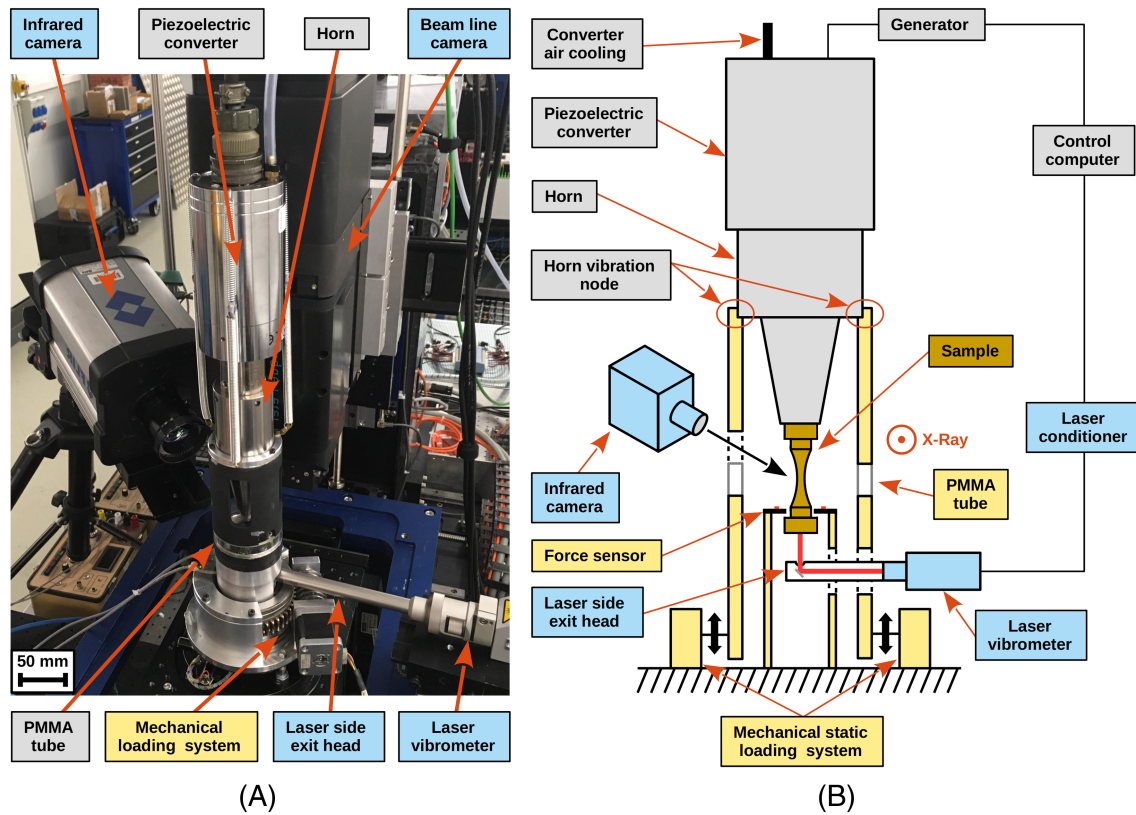 Infrared
camera
Piezoelectric
converter
Horn
Beam line
camera
50 mm
PMMA
tube
Mechanical
loading system
Laser side
exit head
Laser
vibrometer
(A)
Converter
air cooling
Generator
Piezoelectric
converter
Control
computer
Horn
Horn vibration
node
Sample
Laser
conditioner
X-Ray
Infrared
camera
PMMA
tube
Force sensor
Laser side
exit head
Laser
vibrometer
Mechanical static
loading system
(B)